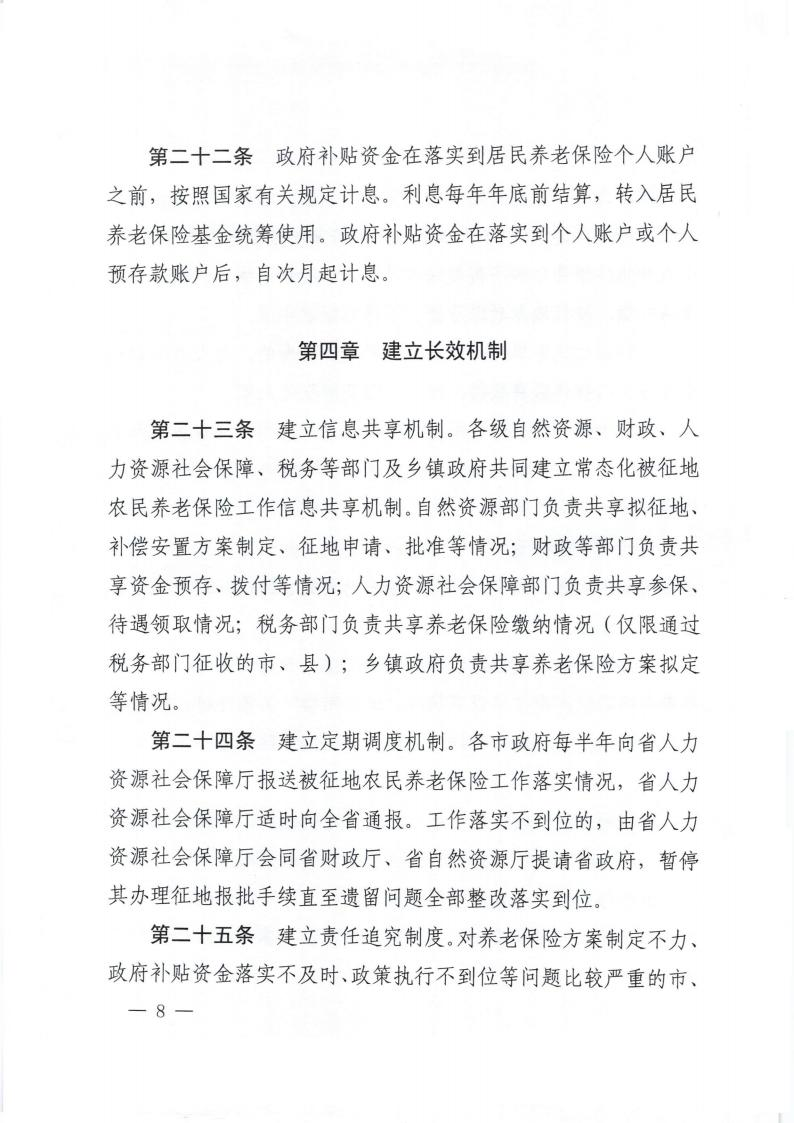 第二十二条 政府补贴资金在落实到居民养老保险个人账户
之前，按照国家有关规定计息。利息每年年底前结算，转入居民
养老保险基金统筹使用。政府补贴资金在落实到个人账户或个人
预存款账户后，自次月起计息。
第四章 建立长效机制
第二十三条 建立信息共享机制。各级自然资源、财政、人
力资源社会保障、税务等部门及乡镇政府共同建立常态化被征地
农民养老保险工作信息共享机制。自然资源部门负责共享拟征地、
补偿安置方案制定、征地申请、批准等情况；财政等部门负责共
享资金预存、拨付等情况；人力资源社会保障部门负责共享参保、
待遇领取情况；税务部门负责共享养老保险缴纳情况（仅限通过
税务部门征收的市、县）；乡镇政府负责共享养老保险方案拟定
等情况。
第二十四条 建立定期调度机制。各市政府每半年向省人力
资源社会保障厅报送被征地农民养老保险工作落实情况，省人力
资源社会保障厅适时向全省通报。工作落实不到位的，由省人力
资源社会保障厅会同省财政厅、省自然资源厅提请省政府，暂停
其办理征地报批手续直至遗留问题全部整改落实到位。
第二十五条 建立责任追究制度。对养老保险方案制定不力、
政府补贴资金落实不及时、政策执行不到位等问题比较严重的市、
— 8 —